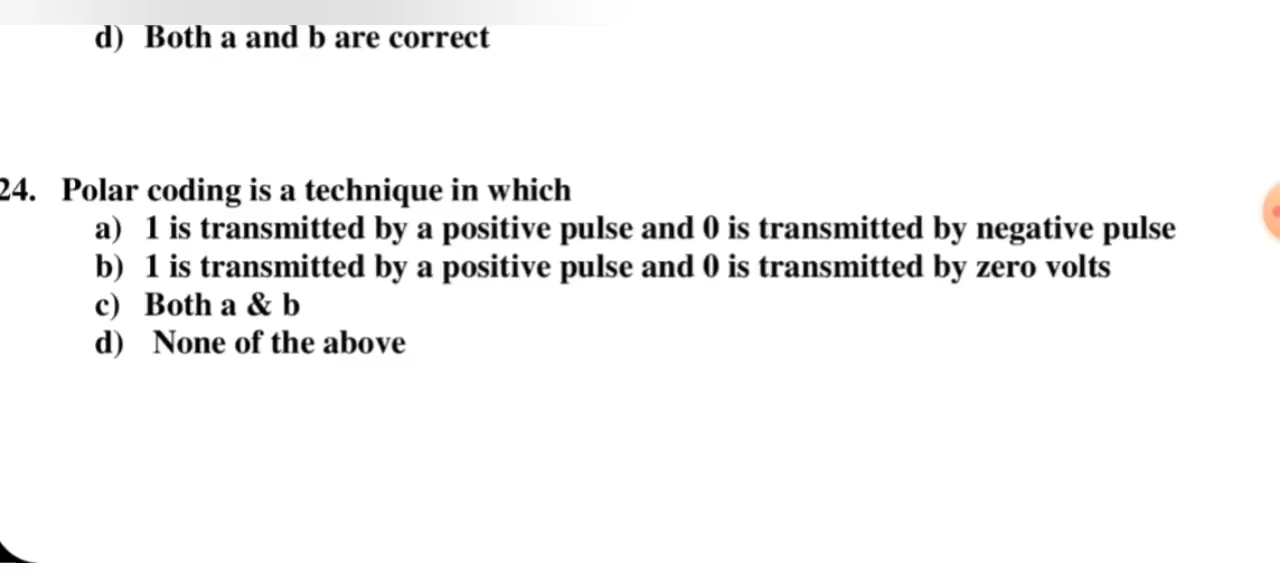 d) Both a and b are correct
24. Polar coding is a technique in which
a) 1 is transmitted by a positive pulse and 0 is transmitted by negative pulse
b) 1 is transmitted by a positive pulse and 0 is transmitted by zero volts
c) Both a & b
d) None of the above